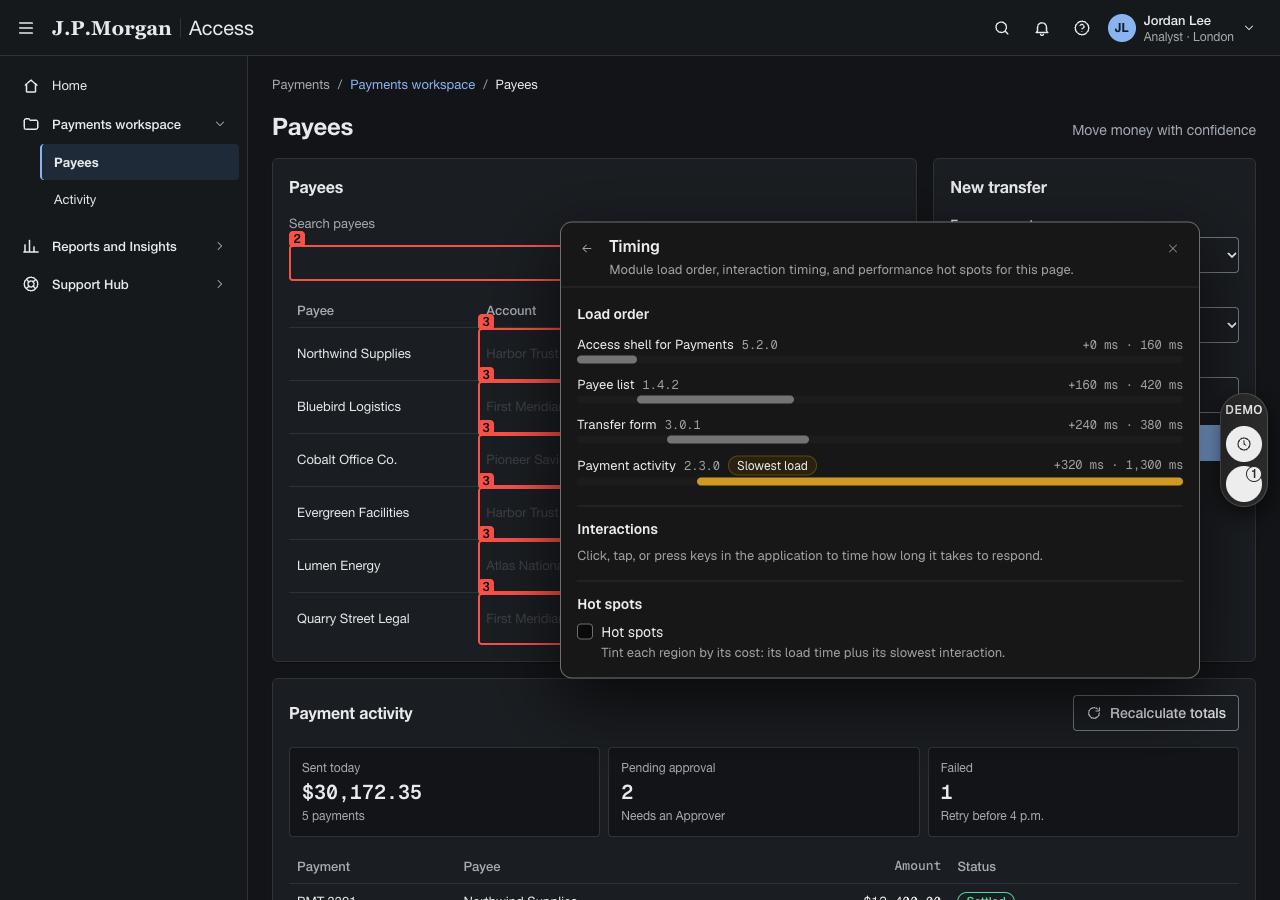 J.P.Morgan Access
JL
Jordan Lee
Analyst · London
Home
Payments workspace
Payees
Activity
Reports and Insights
Support Hub
Payments / Payments workspace / Payees
Payees
Move money with confidence
Payees
Search payees
2
Payee Account
Northwind Supplies 3 Harbor Trust
Bluebird Logistics 3 First Meridian
Cobalt Office Co. 3 Pioneer
Evergreen Facilities 3 Harbor Trust
Lumen Energy 3 Atlas
Quarry Street Legal 3 First Meridian
New transfer
Timing
Module load order, interaction timing, and performance hot spots for this page.
Load order
Access shell for Payments 5.2.0 +0 ms · 160 ms
Payee list 1.4.2 +160 ms · 420 ms
Transfer form 3.0.1 +240 ms · 380 ms
Payment activity 2.3.0 Slowest load +320 ms · 1,300 ms
Interactions
Click, tap, or press keys in the application to time how long it takes to respond.
Hot spots
Hot spots
Tint each region by its cost: its load time plus its slowest interaction.
DEMO
1
Payment activity
Recalculate totals
Sent today
$30,172.35
5 payments
Pending approval
2
Needs an Approver
Failed
1
Retry before 4 p.m.
Payment Payee Amount Status
Northwind Supplies Settled